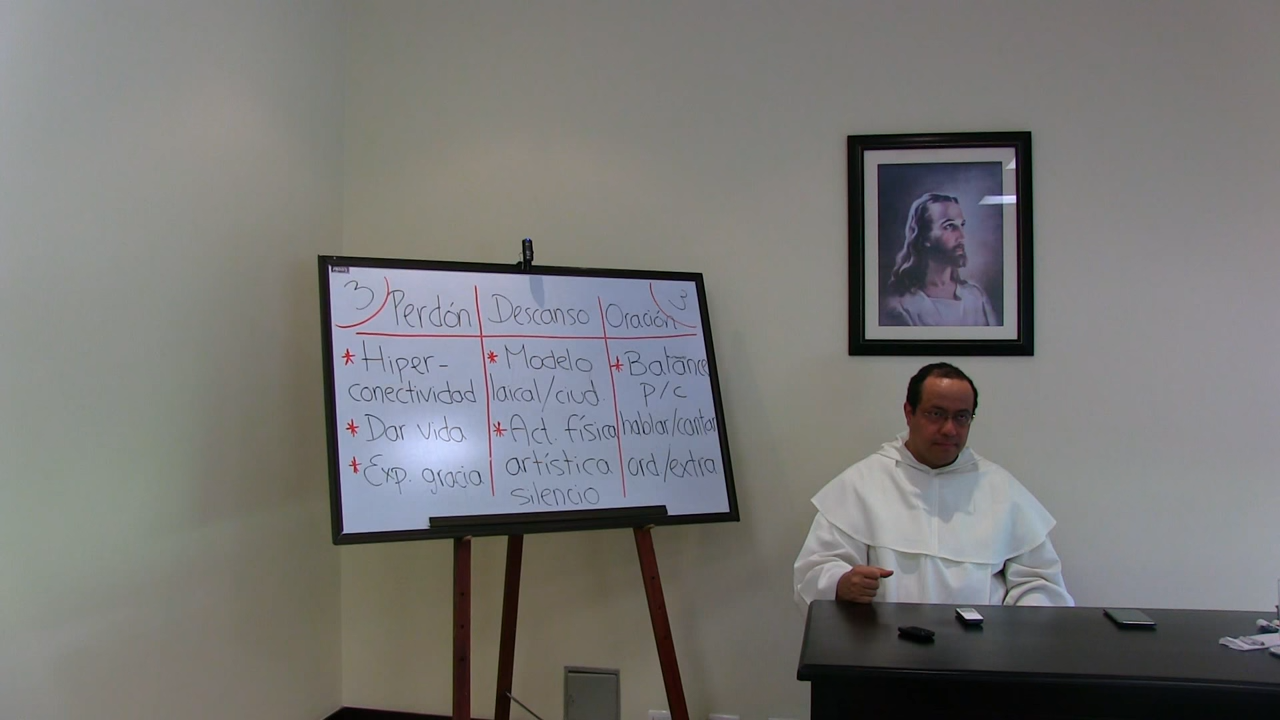 3 Perdón Descanso Oración 3
* Hiper-
conectividad
* Dar vida
* Exp. gracia
* Modelo
laical/ciud.
* Act. física
artística
silencio
* Balance
P/C
hablar/cantar
ord/extra